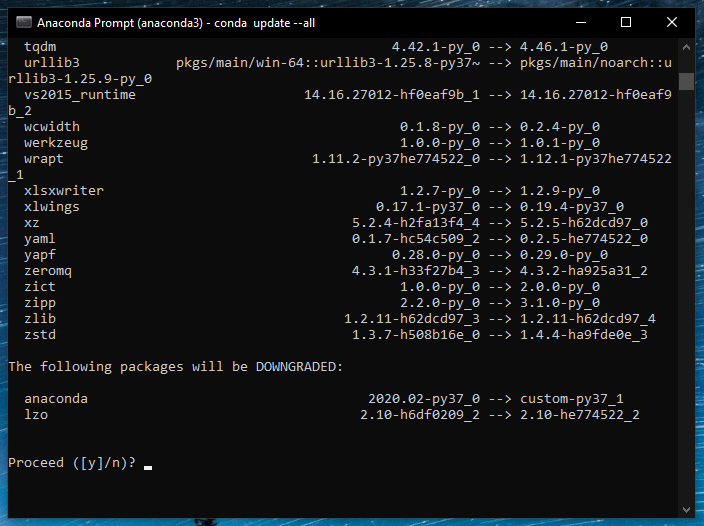 Anaconda Prompt (anaconda3) - conda  update --all
tqdm 4.42.1-py_0 --> 4.46.1-py_0
urllib3 pkgs/main/win-64::urllib3-1.25.8-py37~ --> pkgs/main/noarch::u
rllib3-1.25.9-py_0
vs2015_runtime 14.16.27012-hf0eaf9b_1 --> 14.16.27012-hf0eaf9
b_2
wcwidth 0.1.8-py_0 --> 0.2.4-py_0
werkzeug 1.0.0-py_0 --> 1.0.1-py_0
wrapt 1.11.2-py37he774522_0 --> 1.12.1-py37he774522
_1
xlsxwriter 1.2.7-py_0 --> 1.2.9-py_0
xlwings 0.17.1-py37_0 --> 0.19.4-py37_0
xz 5.2.4-h2fa13f4_4 --> 5.2.5-h62dcd97_0
yaml 0.1.7-hc54c509_2 --> 0.2.5-he774522_0
yapf 0.28.0-py_0 --> 0.29.0-py_0
zeromq 4.3.1-h33f27b4_3 --> 4.3.2-ha925a31_2
zict 1.0.0-py_0 --> 2.0.0-py_0
zipp 2.2.0-py_0 --> 3.1.0-py_0
zlib 1.2.11-h62dcd97_3 --> 1.2.11-h62dcd97_4
zstd 1.3.7-h508b16e_0 --> 1.4.4-ha9fde0e_3
The following packages will be DOWNGRADED:
anaconda 2020.02-py37_0 --> custom-py37_1
lzo 2.10-h6df0209_2 --> 2.10-he774522_2
Proceed ([y]/n)?